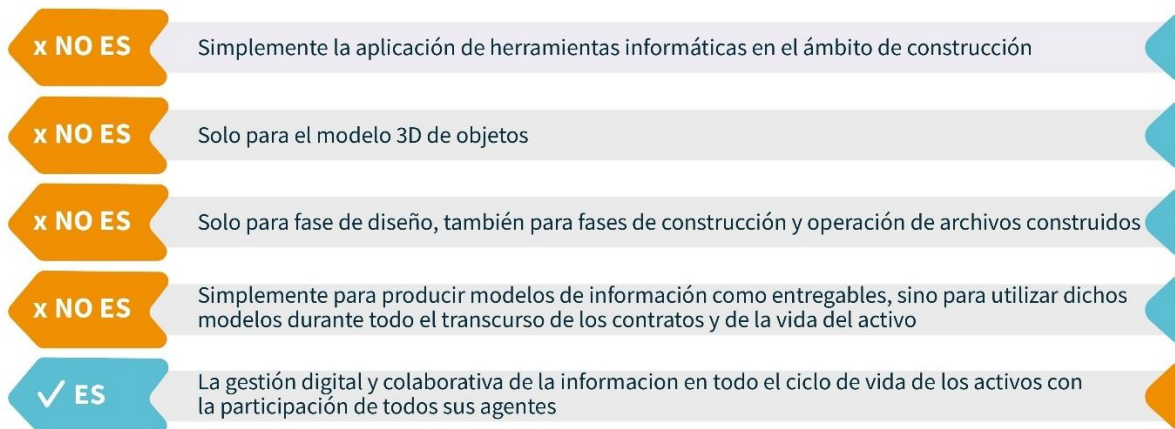 x NO ES
Simplemente la aplicación de herramientas informáticas en el ámbito de construcción
x NO ES
Solo para el modelo 3D de objetos
x NO ES
Solo para fase de diseño, también para fases de construcción y operación de archivos construidos
x NO ES
Simplemente para producir modelos de información como entregables, sino para utilizar dichos
modelos durante todo el transcurso de los contratos y de la vida del activo
✓ ES
La gestión digital y colaborativa de la informacion en todo el ciclo de vida de los activos con
la participación de todos sus agentes